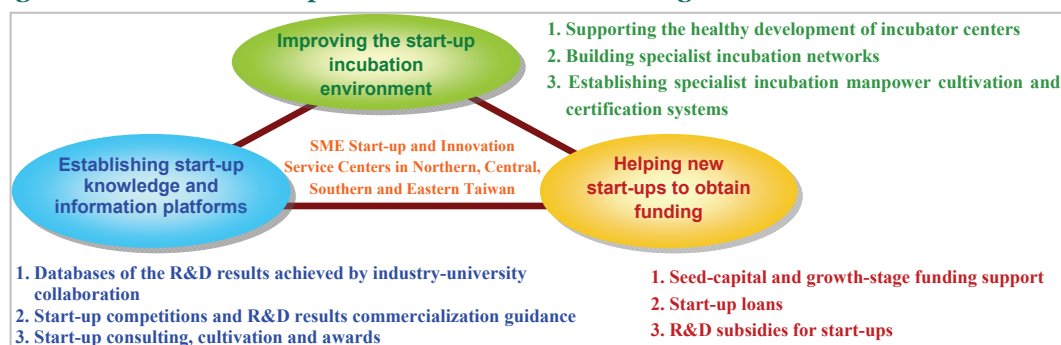 Improving the start-up
incubation
environment
1. Supporting the healthy development of incubator centers
2. Building specialist incubation networks
3. Establishing specialist incubation manpower cultivation and
certification systems
SME Start-up and Innovation
Service Centers in Northern, Central,
Southern and Eastern Taiwan
Establishing start-up
knowledge and
information platforms
Helping new
start-ups to obtain
funding
1. Databases of the R&D results achieved by industry-university
collaboration
2. Start-up competitions and R&D results commercialization guidance
3. Start-up consulting, cultivation and awards
1. Seed-capital and growth-stage funding support
2. Start-up loans
3. R&D subsidies for start-ups